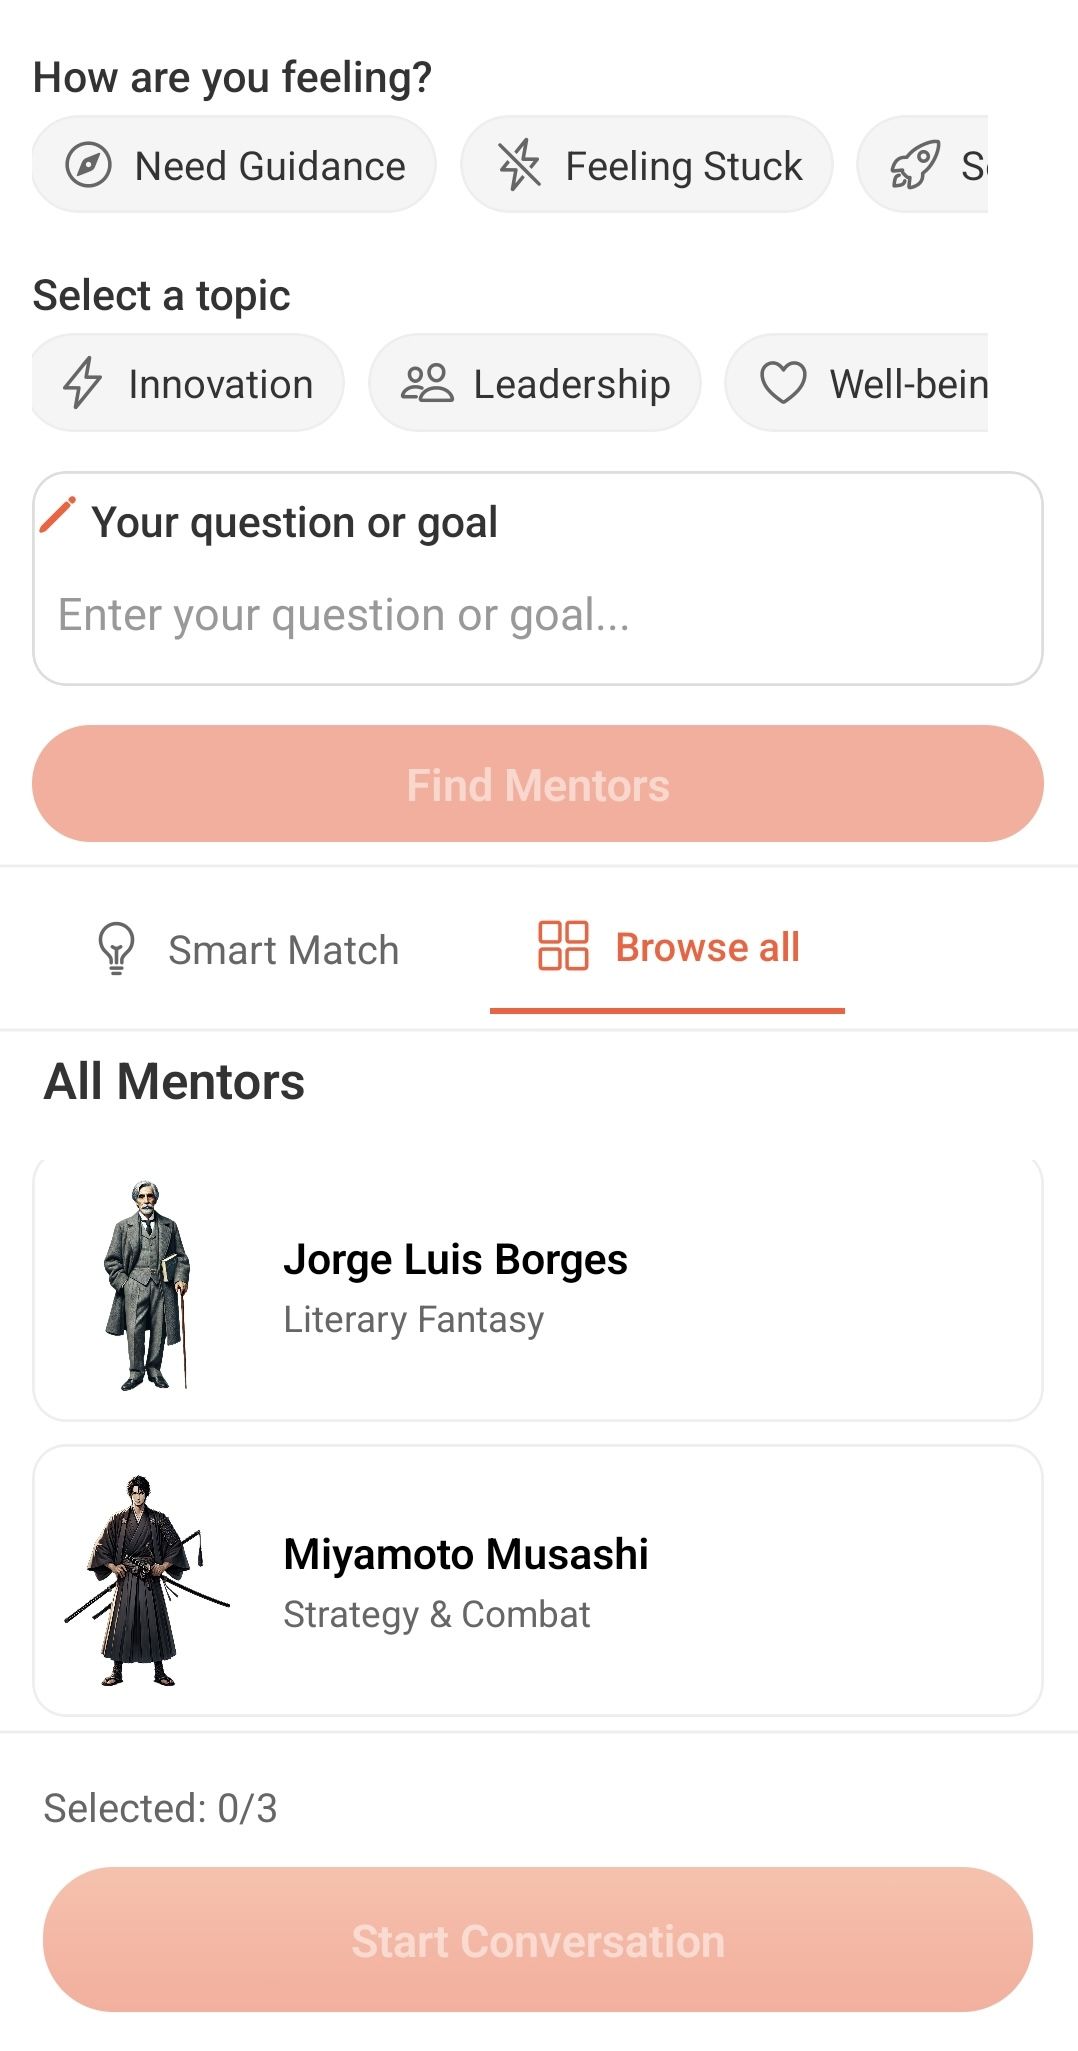 How are you feeling?
Need Guidance
Feeling Stuck
Select a topic
Innovation
Leadership
Well-bein
Your question or goal
Enter your question or goal...
Find Mentors
Smart Match
Browse all
All Mentors
Jorge Luis Borges
Literary Fantasy
Miyamoto Musashi
Strategy & Combat
Selected: 0/3
Start Conversation